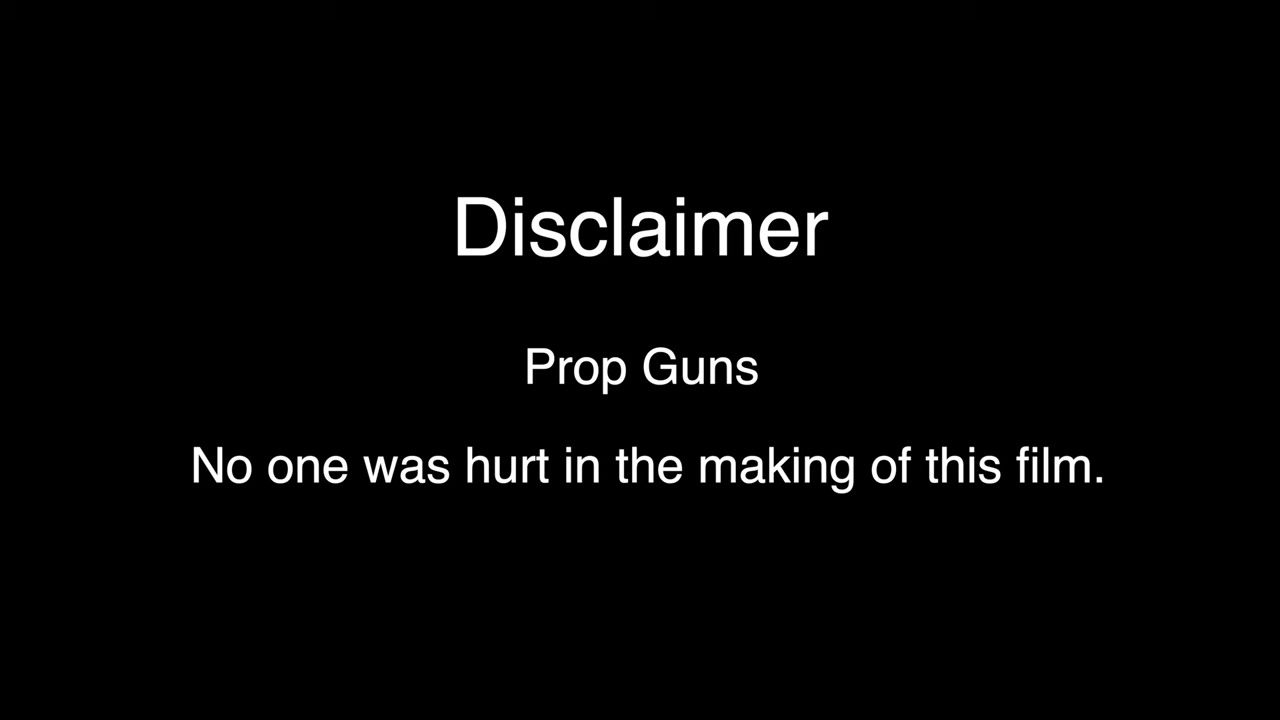 Disclaimer
Prop Guns
No one was hurt in the making of this film.